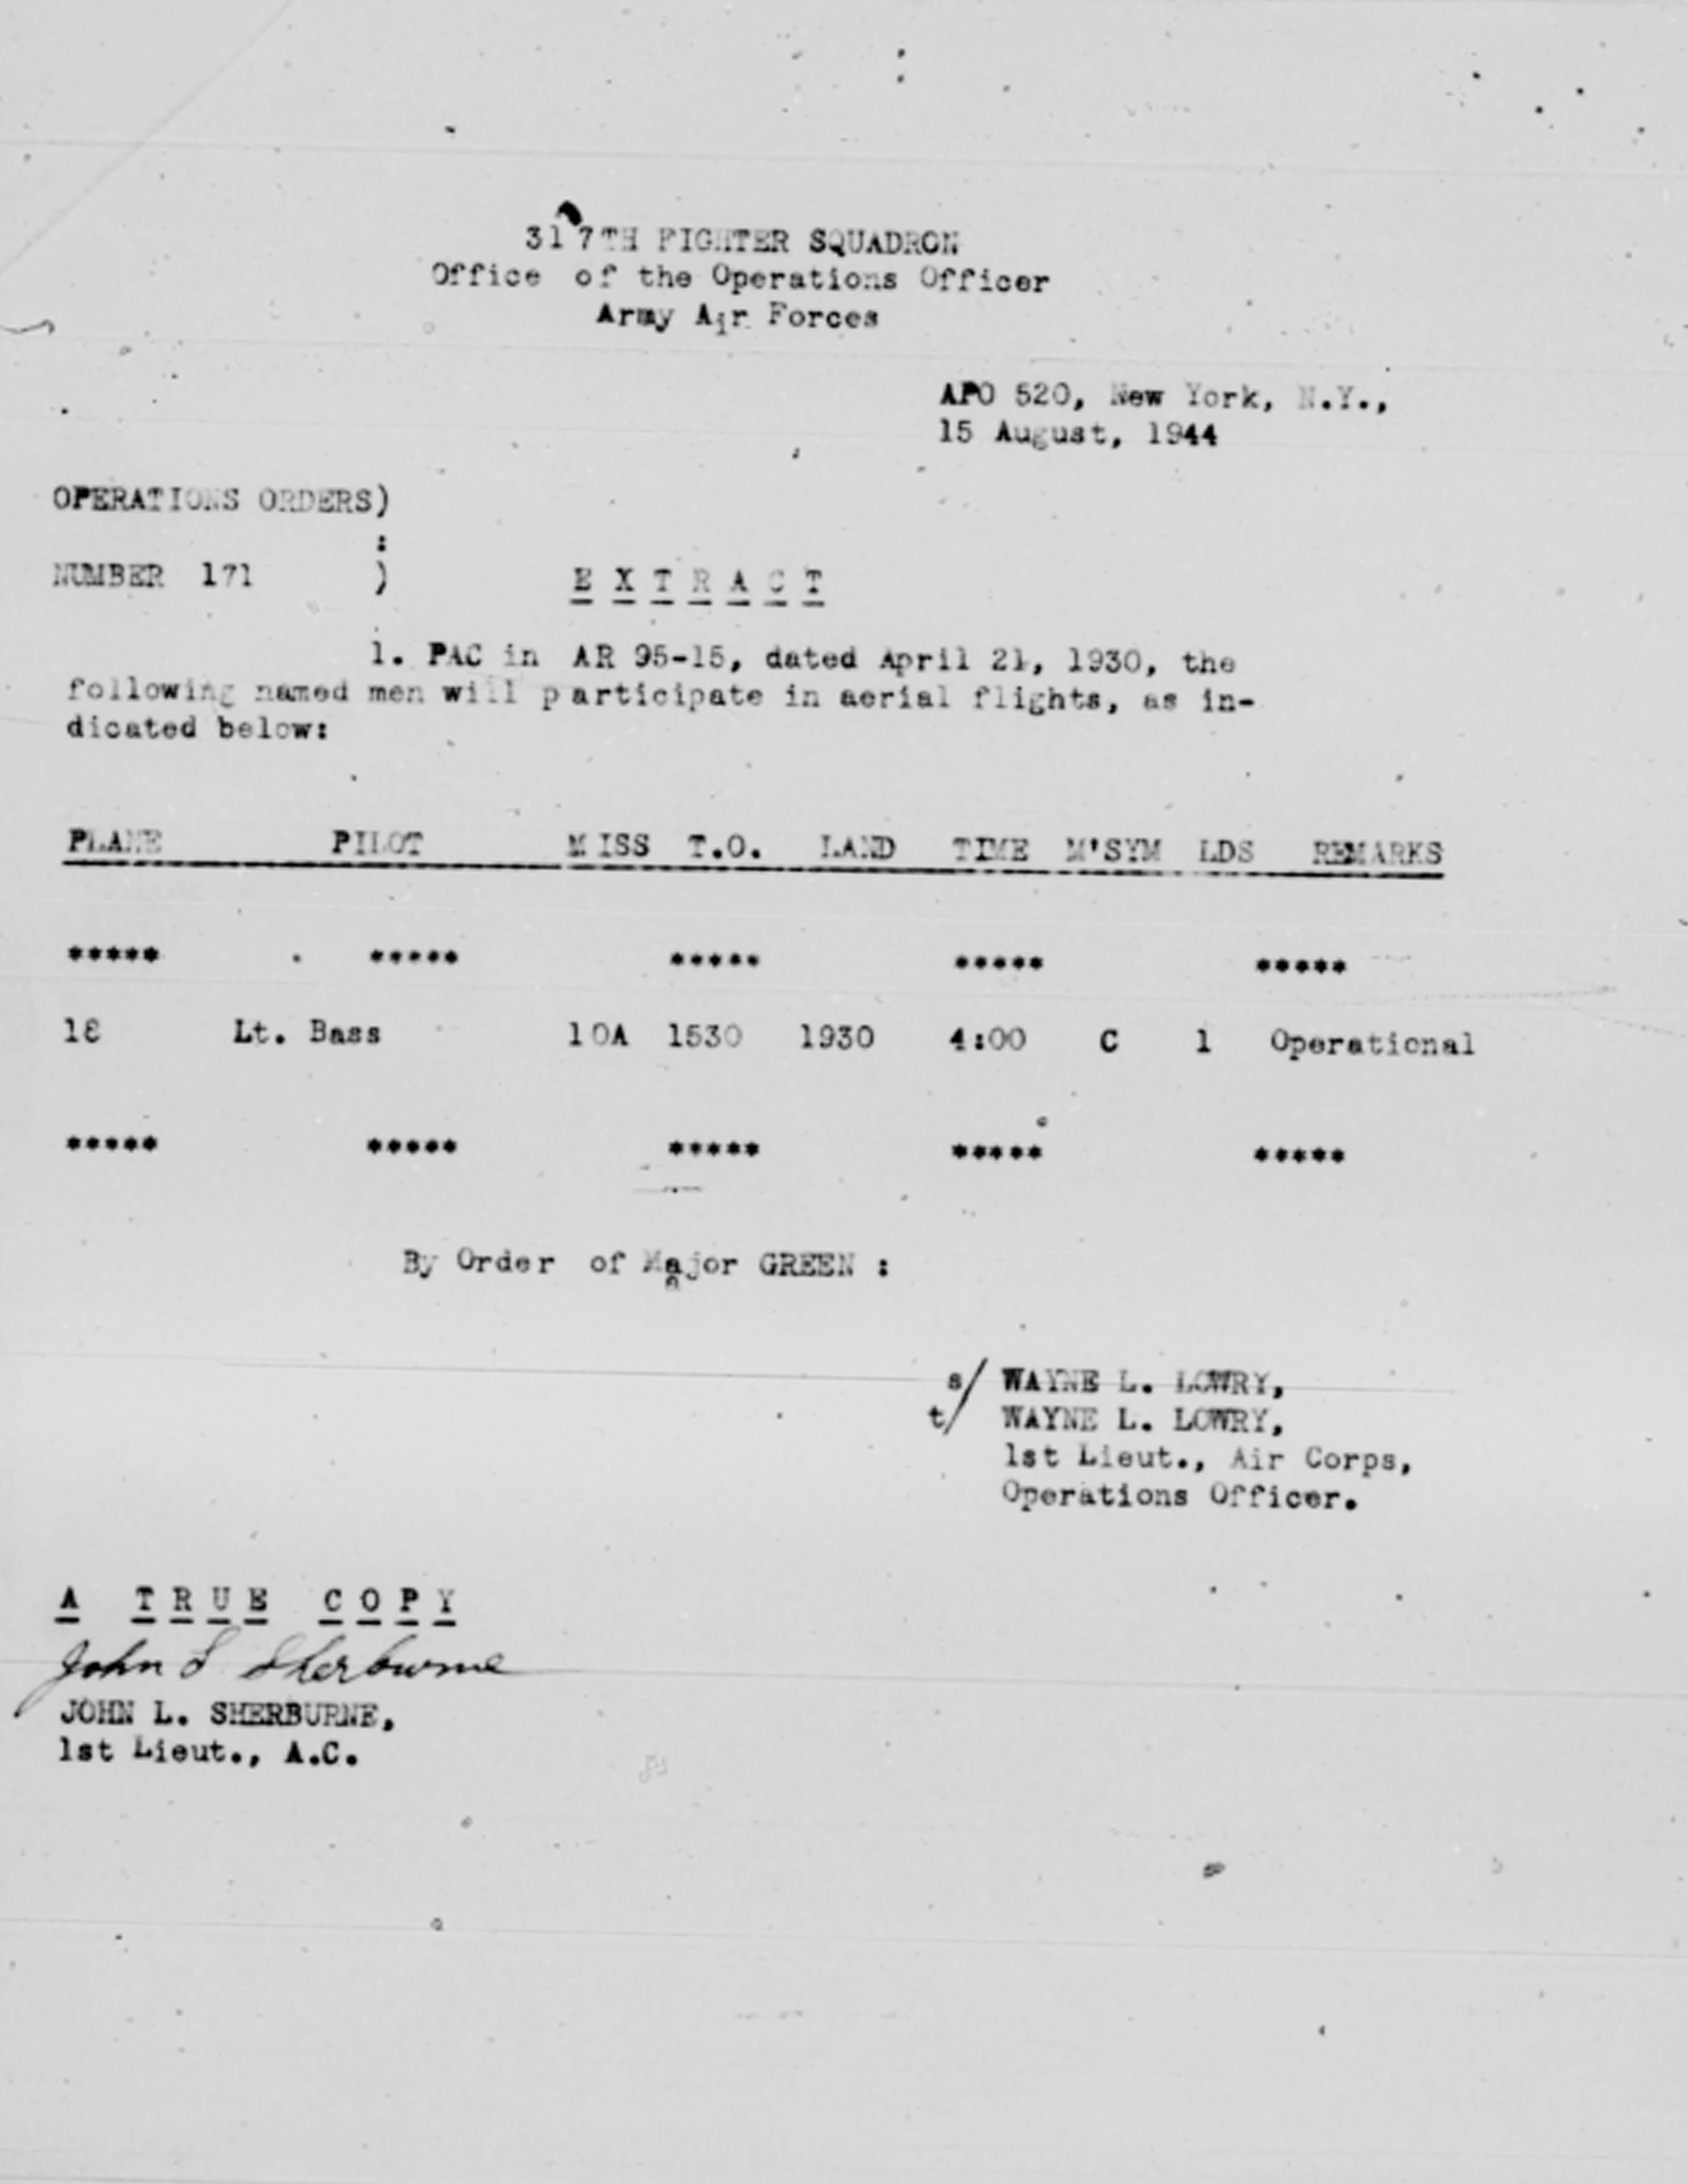 317TH FIGHTER SQUADRON
Office of the Operations Officer
Army Air Forces
APO 520, New York, N.Y.,
15 August, 1944
OPERATIONS ORDERS)
:
NUMBER 171 )
E X T R A C T
1. PAC in AR 95-15, dated April 21, 1930, the
following named men will participate in aerial flights, as in-
dicated below:
PLANE PILOT MISS T.O. LAND TIME M'SYM LDS REMARKS
***** ***** ***** ***** *****
18 Lt. Bass 10A 1530 1930 4:00 C 1 Operational
***** ***** ***** ***** *****
By Order of Major GREEN :
s/ WAYNE L. LOWRY,
t/ WAYNE L. LOWRY,
1st Lieut., Air Corps,
Operations Officer.
A TRUE COPY
John L Sherburne
JOHN L. SHERBURNE,
1st Lieut., A.C.